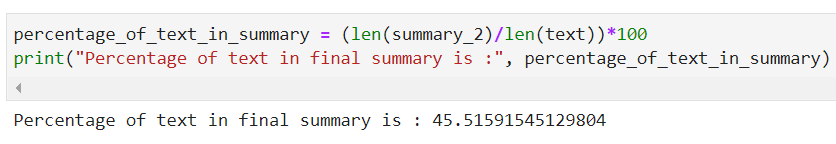 percentage_of_text_in_summary = (len(summary_2)/len(text))*100
print("Percentage of text in final summary is :", percentage_of_text_in_summary)
Percentage of text in final summary is : 45.51591545129804